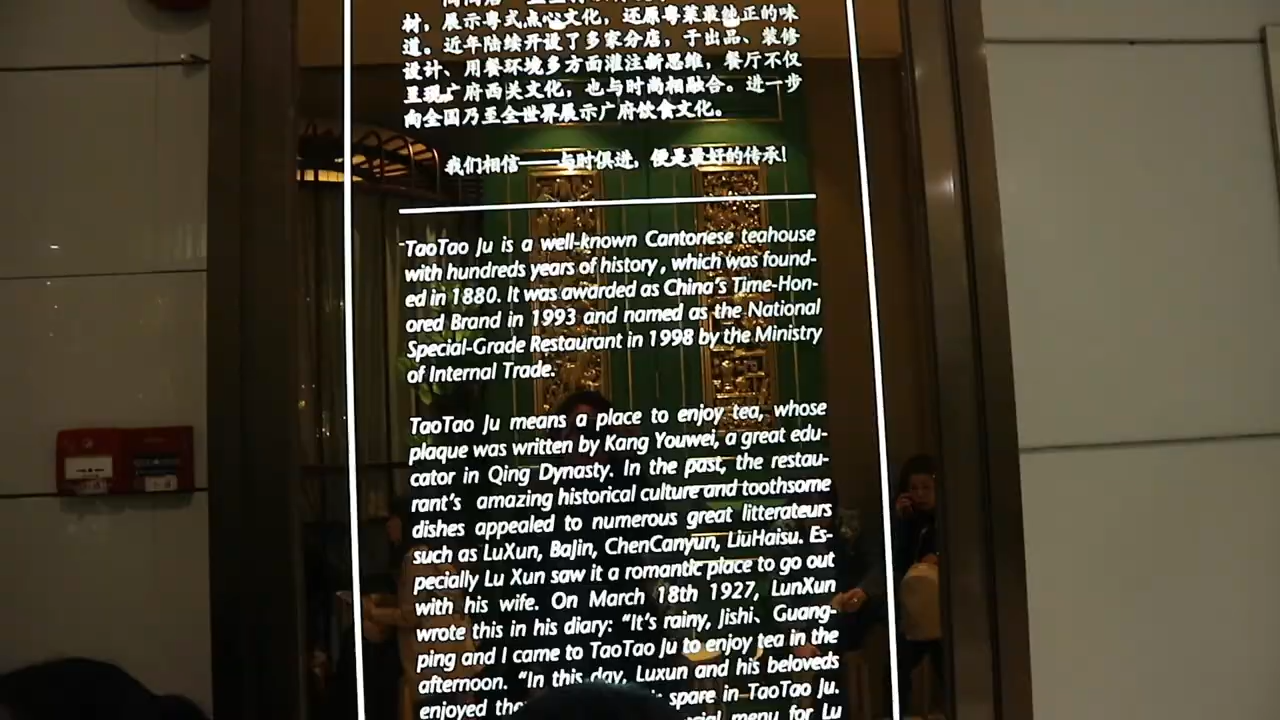 材，展示粤式点心文化，还原粤菜最纯正的味
道。近年陆续开设了多家分店，于出品、装修
设计、用餐环境多方面灌注新思维，餐厅不仅
呈现广府西关文化，也与时尚相融合。进一步
向全国乃至全世界展示广府饮食文化。
我们相信——与时俱进，便是最好的传承!
TaoTao Ju is a well-known Cantonese teahouse
with hundreds years of history , which was found-
ed in 1880. It was awarded as China's Time-Hon-
ored Brand in 1993 and named as the National
Special-Grade Restaurant in 1998 by the Ministry
of Internal Trade.
TaoTao Ju means a place to enjoy tea, whose
plaque was written by Kang Youwei, a great edu-
cator in Qing Dynasty. In the past, the restau-
rant's amazing historical culture and toothsome
dishes appealed to numerous great litterateurs
such as LuXun, BaJin, ChenCanyun, LiuHaisu. Es-
pecially Lu Xun saw it a romantic place to go out
with his wife. On March 18th 1927, LunXun
wrote this in his diary: "It's rainy, Jishi、Guang-
ping and I came to TaoTao Ju to enjoy tea in the
afternoon. "In this day, Luxun and his beloveds
enjoyed spare in TaoTao Ju.
menu for Lu